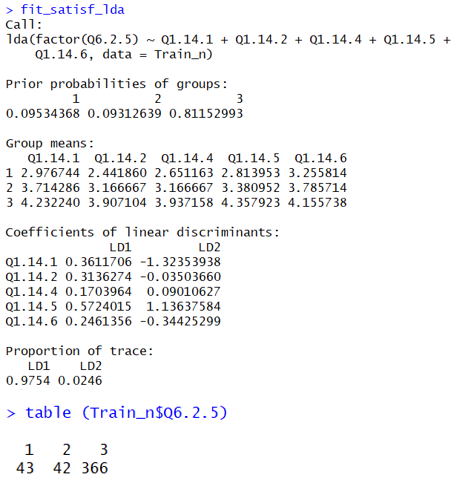 > fit_satisf_lda
Call:
lda(factor(Q6.2.5) ~ Q1.14.1 + Q1.14.2 + Q1.14.4 + Q1.14.5 +
    Q1.14.6, data = Train_n)

Prior probabilities of groups:
         1          2          3
0.09534368 0.09312639 0.81152993

Group means:
   Q1.14.1  Q1.14.2  Q1.14.4  Q1.14.5  Q1.14.6
1 2.976744 2.441860 2.651163 2.813953 3.255814
2 3.714286 3.166667 3.166667 3.380952 3.785714
3 4.232240 3.907104 3.937158 4.357923 4.155738

Coefficients of linear discriminants:
              LD1         LD2
Q1.14.1 0.3611706 -1.32353938
Q1.14.2 0.3136274 -0.03503660
Q1.14.4 0.1703964  0.09010627
Q1.14.5 0.5724015  1.13637584
Q1.14.6 0.2461356 -0.34425299

Proportion of trace:
   LD1    LD2
0.9754 0.0246
> table (Train_n$Q6.2.5)

  1   2   3
 43  42 366